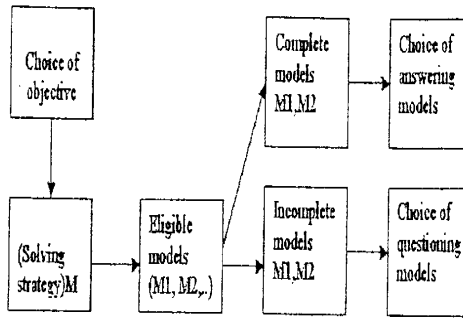 Choice of
objective
(Solving
strategy)M
Eligible
models
(M1, M2,..)
Complete
models
M1,M2
Choice of
answering
models
Incomplete
models
M1,M2
Choice of
questioning
models